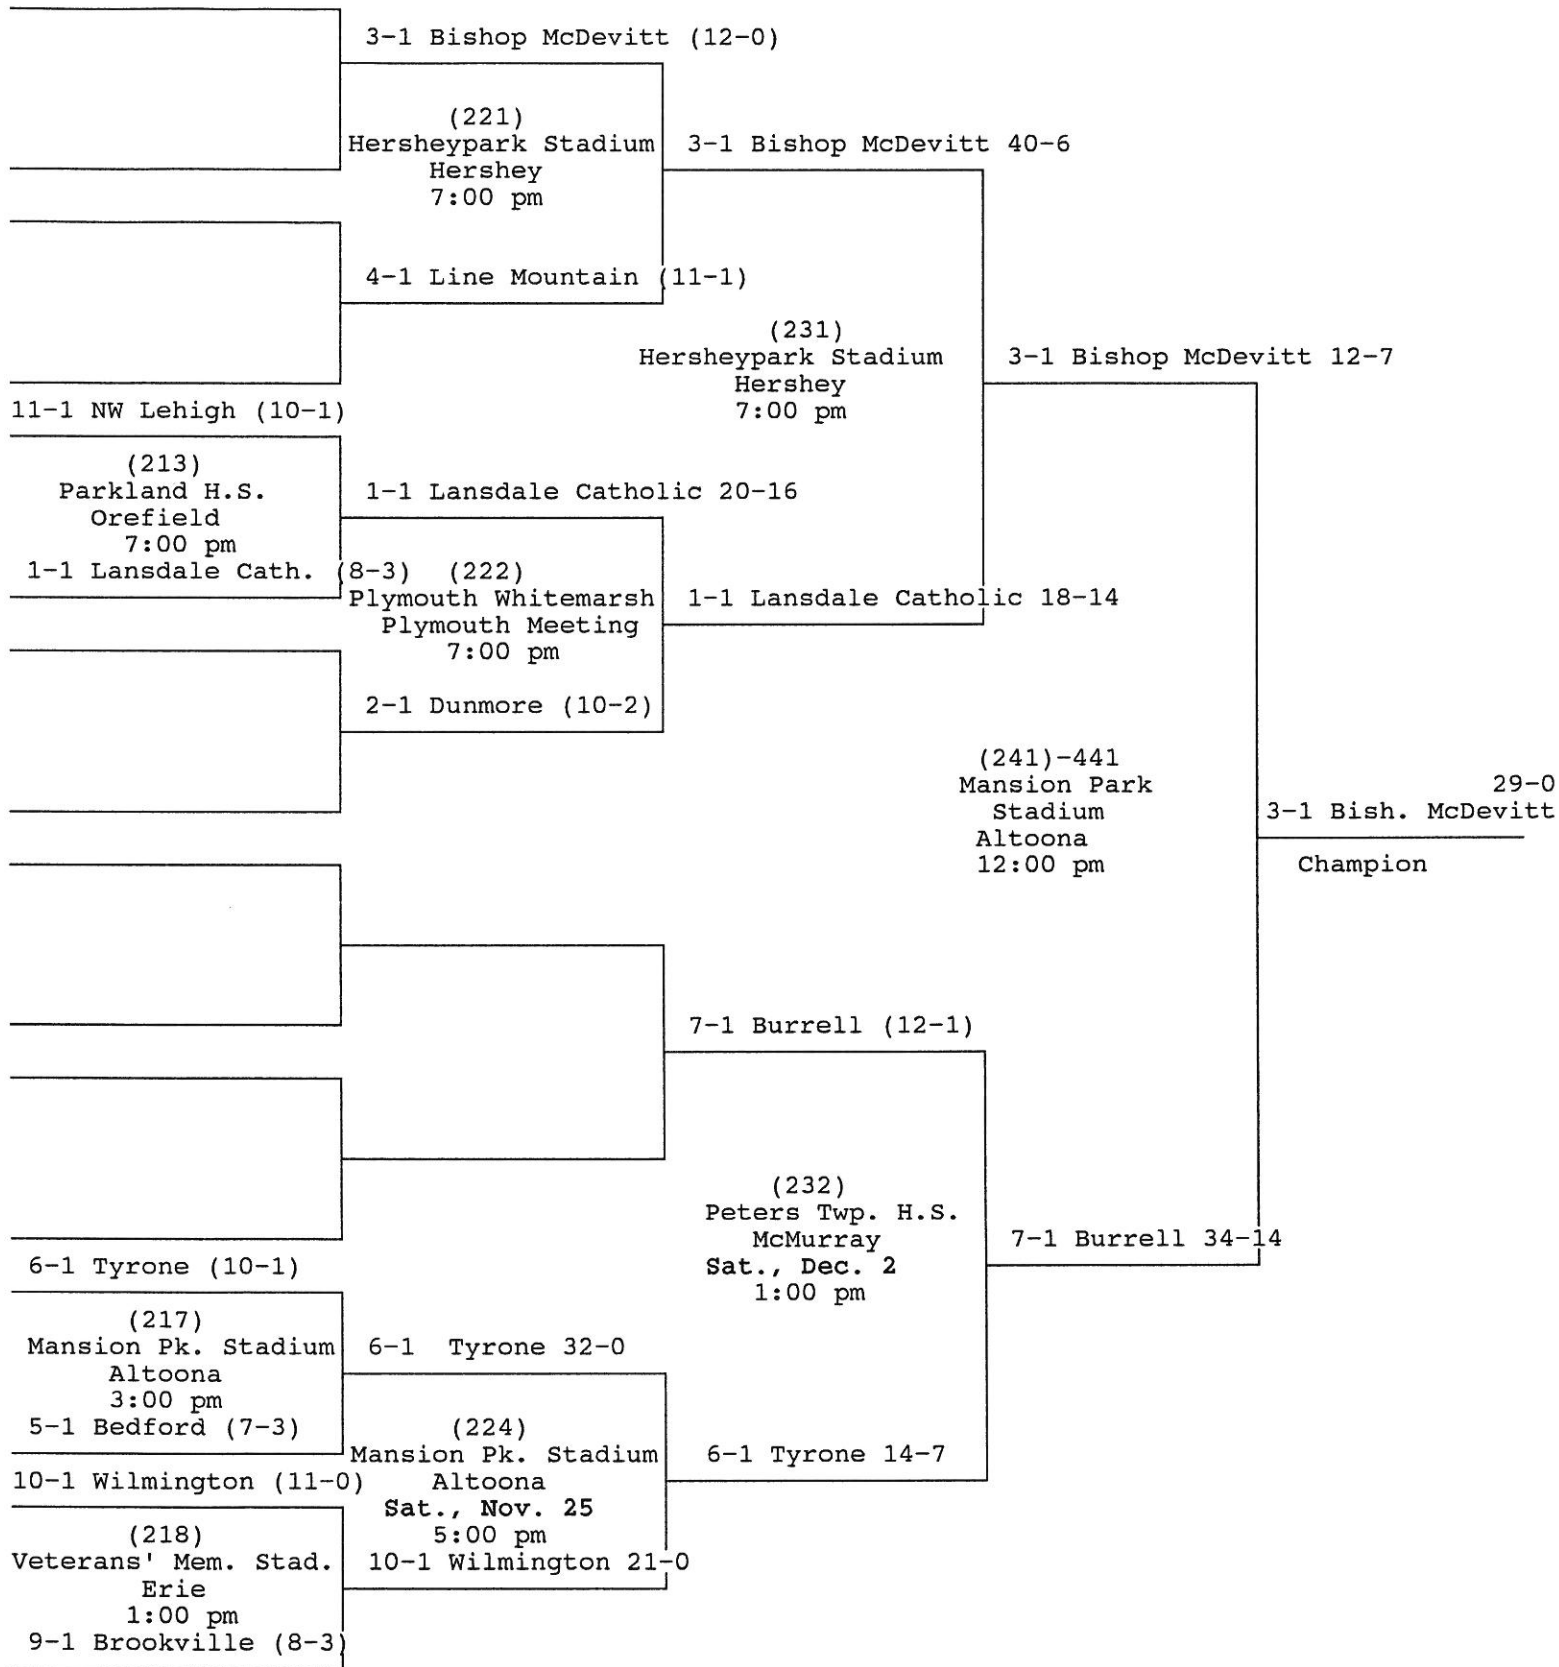 3-1 Bishop McDevitt (12-0)
(221)
Hersheypark Stadium
Hershey
7:00 pm
3-1 Bishop McDevitt 40-6
4-1 Line Mountain (11-1)
(231)
Hersheypark Stadium
Hershey
7:00 pm
3-1 Bishop McDevitt 12-7
11-1 NW Lehigh (10-1)
(213)
Parkland H.S.
Orefield
7:00 pm
1-1 Lansdale Cath. (8-3)
1-1 Lansdale Catholic 20-16
(222)
Plymouth Whitemarsh
Plymouth Meeting
7:00 pm
1-1 Lansdale Catholic 18-14
2-1 Dunmore (10-2)
(241)-441
Mansion Park
Stadium
Altoona
12:00 pm
29-0
3-1 Bish. McDevitt
Champion
7-1 Burrell (12-1)
(232)
Peters Twp. H.S.
McMurray
Sat., Dec. 2
1:00 pm
7-1 Burrell 34-14
6-1 Tyrone (10-1)
(217)
Mansion Pk. Stadium
Altoona
3:00 pm
5-1 Bedford (7-3)
6-1 Tyrone 32-0
(224)
Mansion Pk. Stadium
Altoona
Sat., Nov. 25
5:00 pm
6-1 Tyrone 14-7
10-1 Wilmington (11-0)
(218)
Veterans' Mem. Stad.
Erie
1:00 pm
9-1 Brookville (8-3)
10-1 Wilmington 21-0